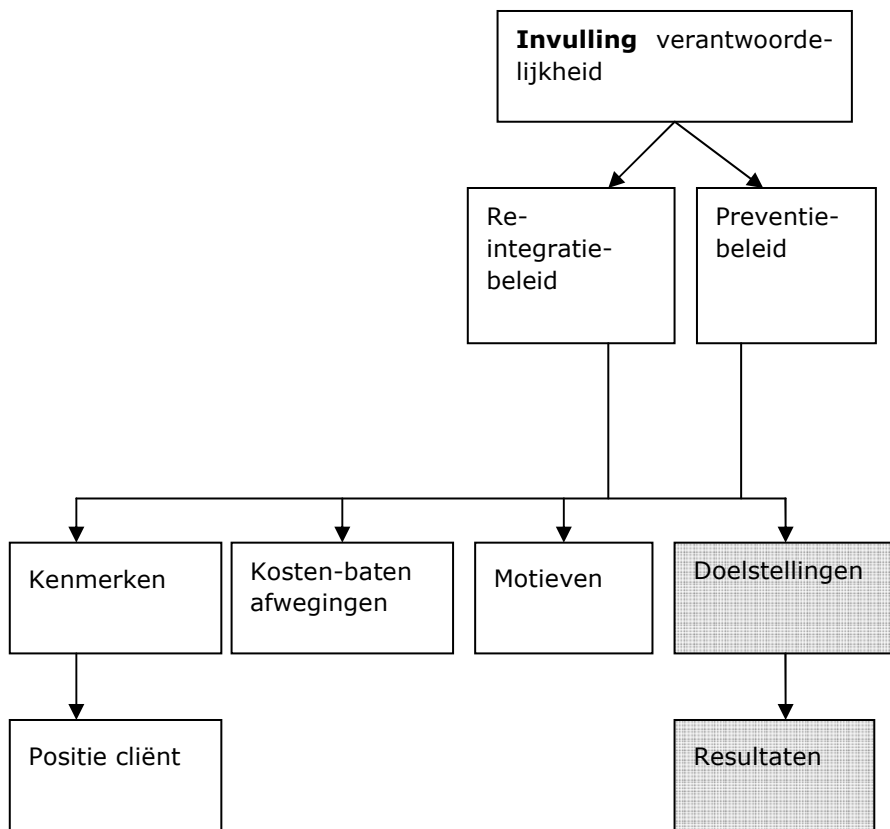 Invulling verantwoorde-
lijkheid
Re-
integratie-
beleid
Preventie-
beleid
Kenmerken
Kosten-baten
afwegingen
Motieven
Doelstellingen
Positie cliënt
Resultaten